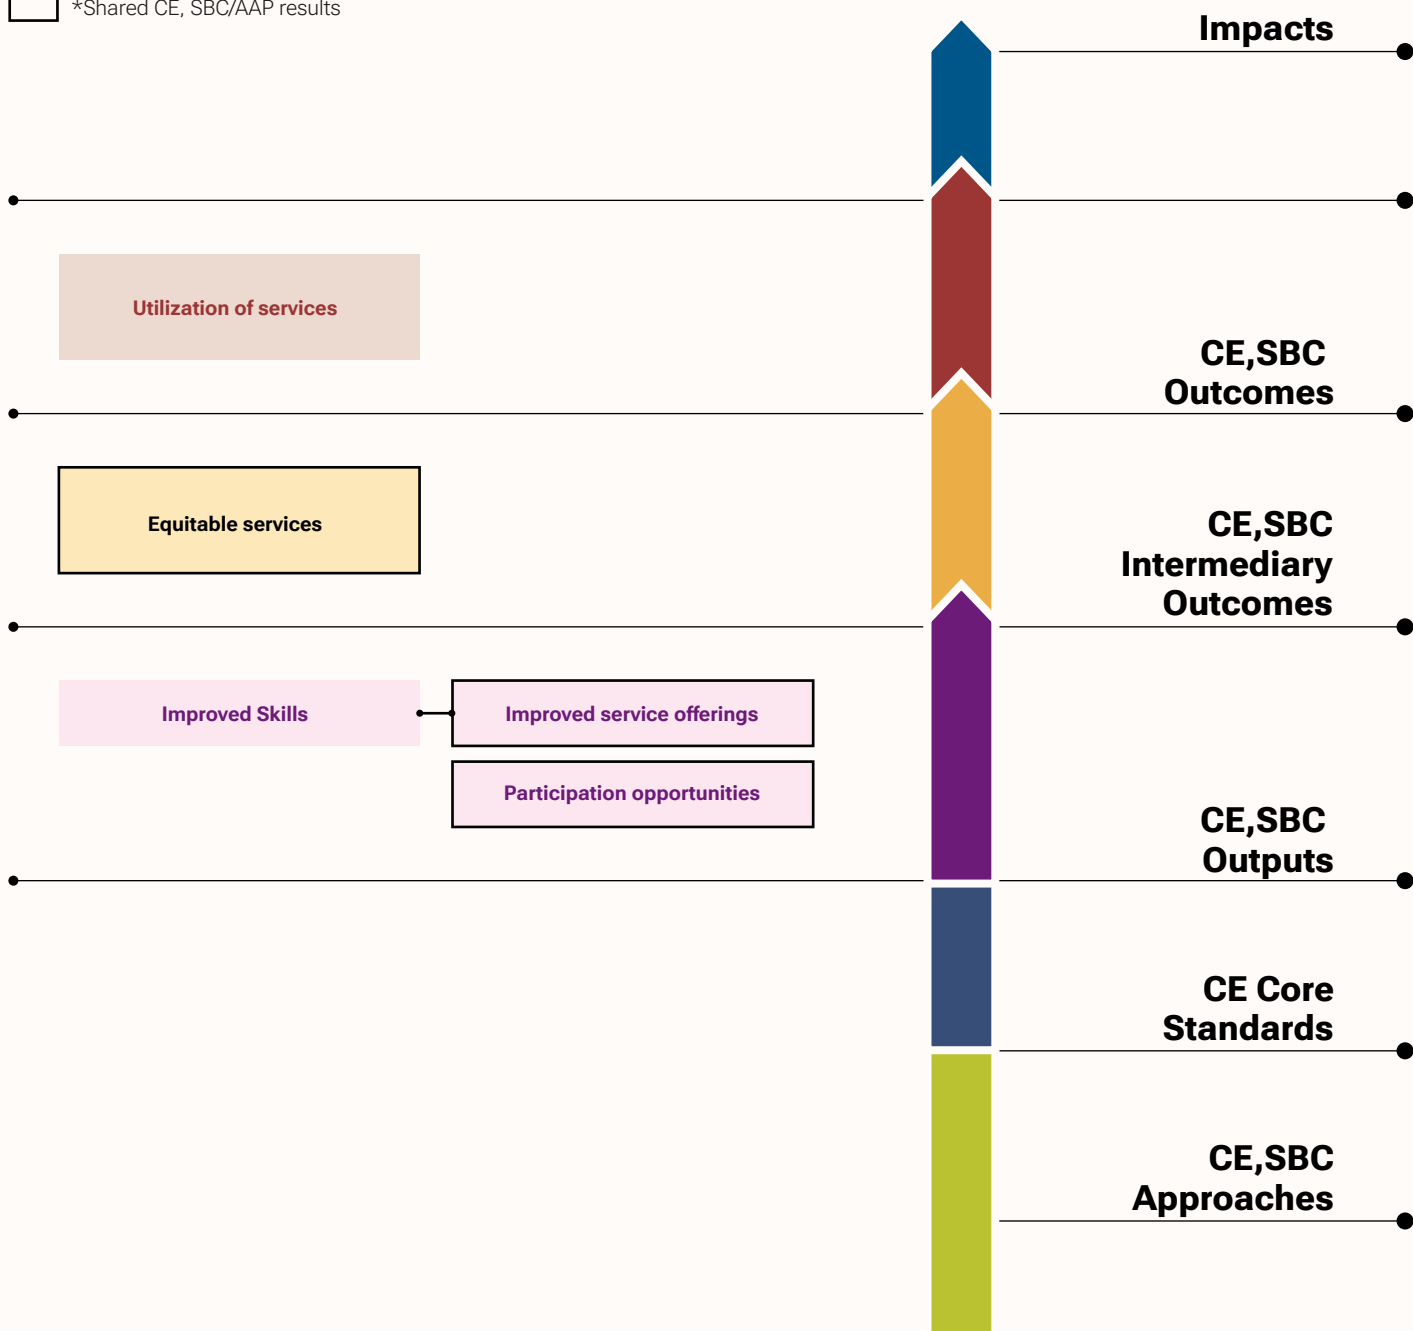 *Shared CE, SBC/AAP results
Impacts
Utilization of services
CE,SBC
Outcomes
Equitable services
CE,SBC
Intermediary
Outcomes
Improved Skills
Improved service offerings
Participation opportunities
CE,SBC
Outputs
CE Core
Standards
CE,SBC
Approaches